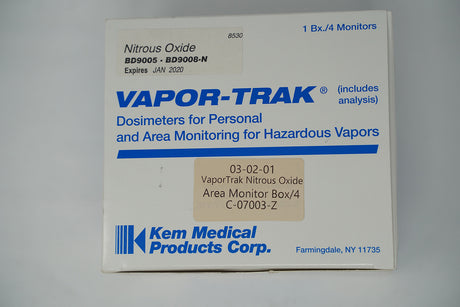 8530
1 Bx./4 Monitors
Nitrous Oxide
BD9005 - BD9008-N
Expires JAN 2020
VAPOR-TRAK® (includes analysis)
Dosimeters for Personal
and Area Monitoring for Hazardous Vapors
03-02-01
VaporTrak Nitrous Oxide
Area Monitor Box/4
C-07003-Z
Kem Medical
Products Corp.
Farmingdale, NY 11735